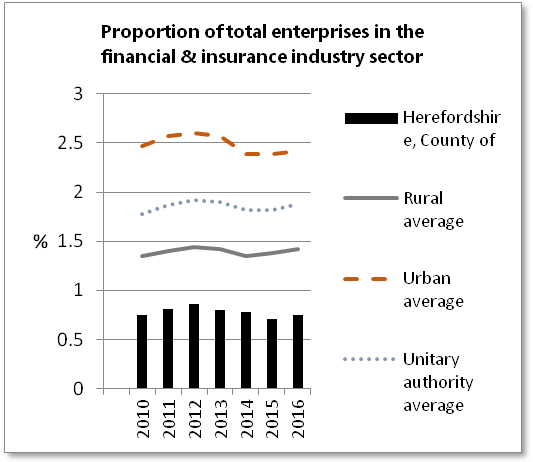 Proportion of total enterprises in the
financial & insurance industry sector
3
2.5
2
1.5
1
0.5
0
%
2010
2011
2012
2013
2014
2015
2016
Herefordshir
e, County of
Rural
average
Urban
average
Unitary
authority
average